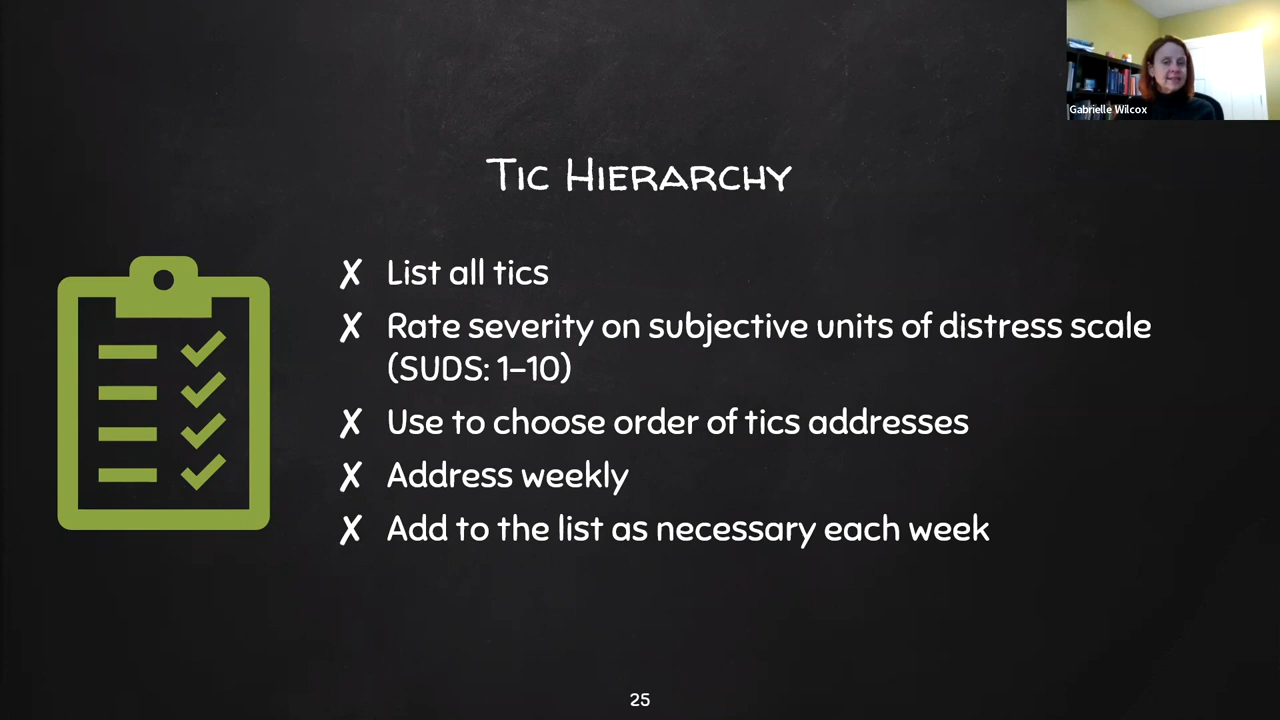 Gabrielle Wilcox
Tic Hierarchy
✗ List all tics
✗ Rate severity on subjective units of distress scale
(SUDS: 1–10)
✗ Use to choose order of tics addresses
✗ Address weekly
✗ Add to the list as necessary each week
25